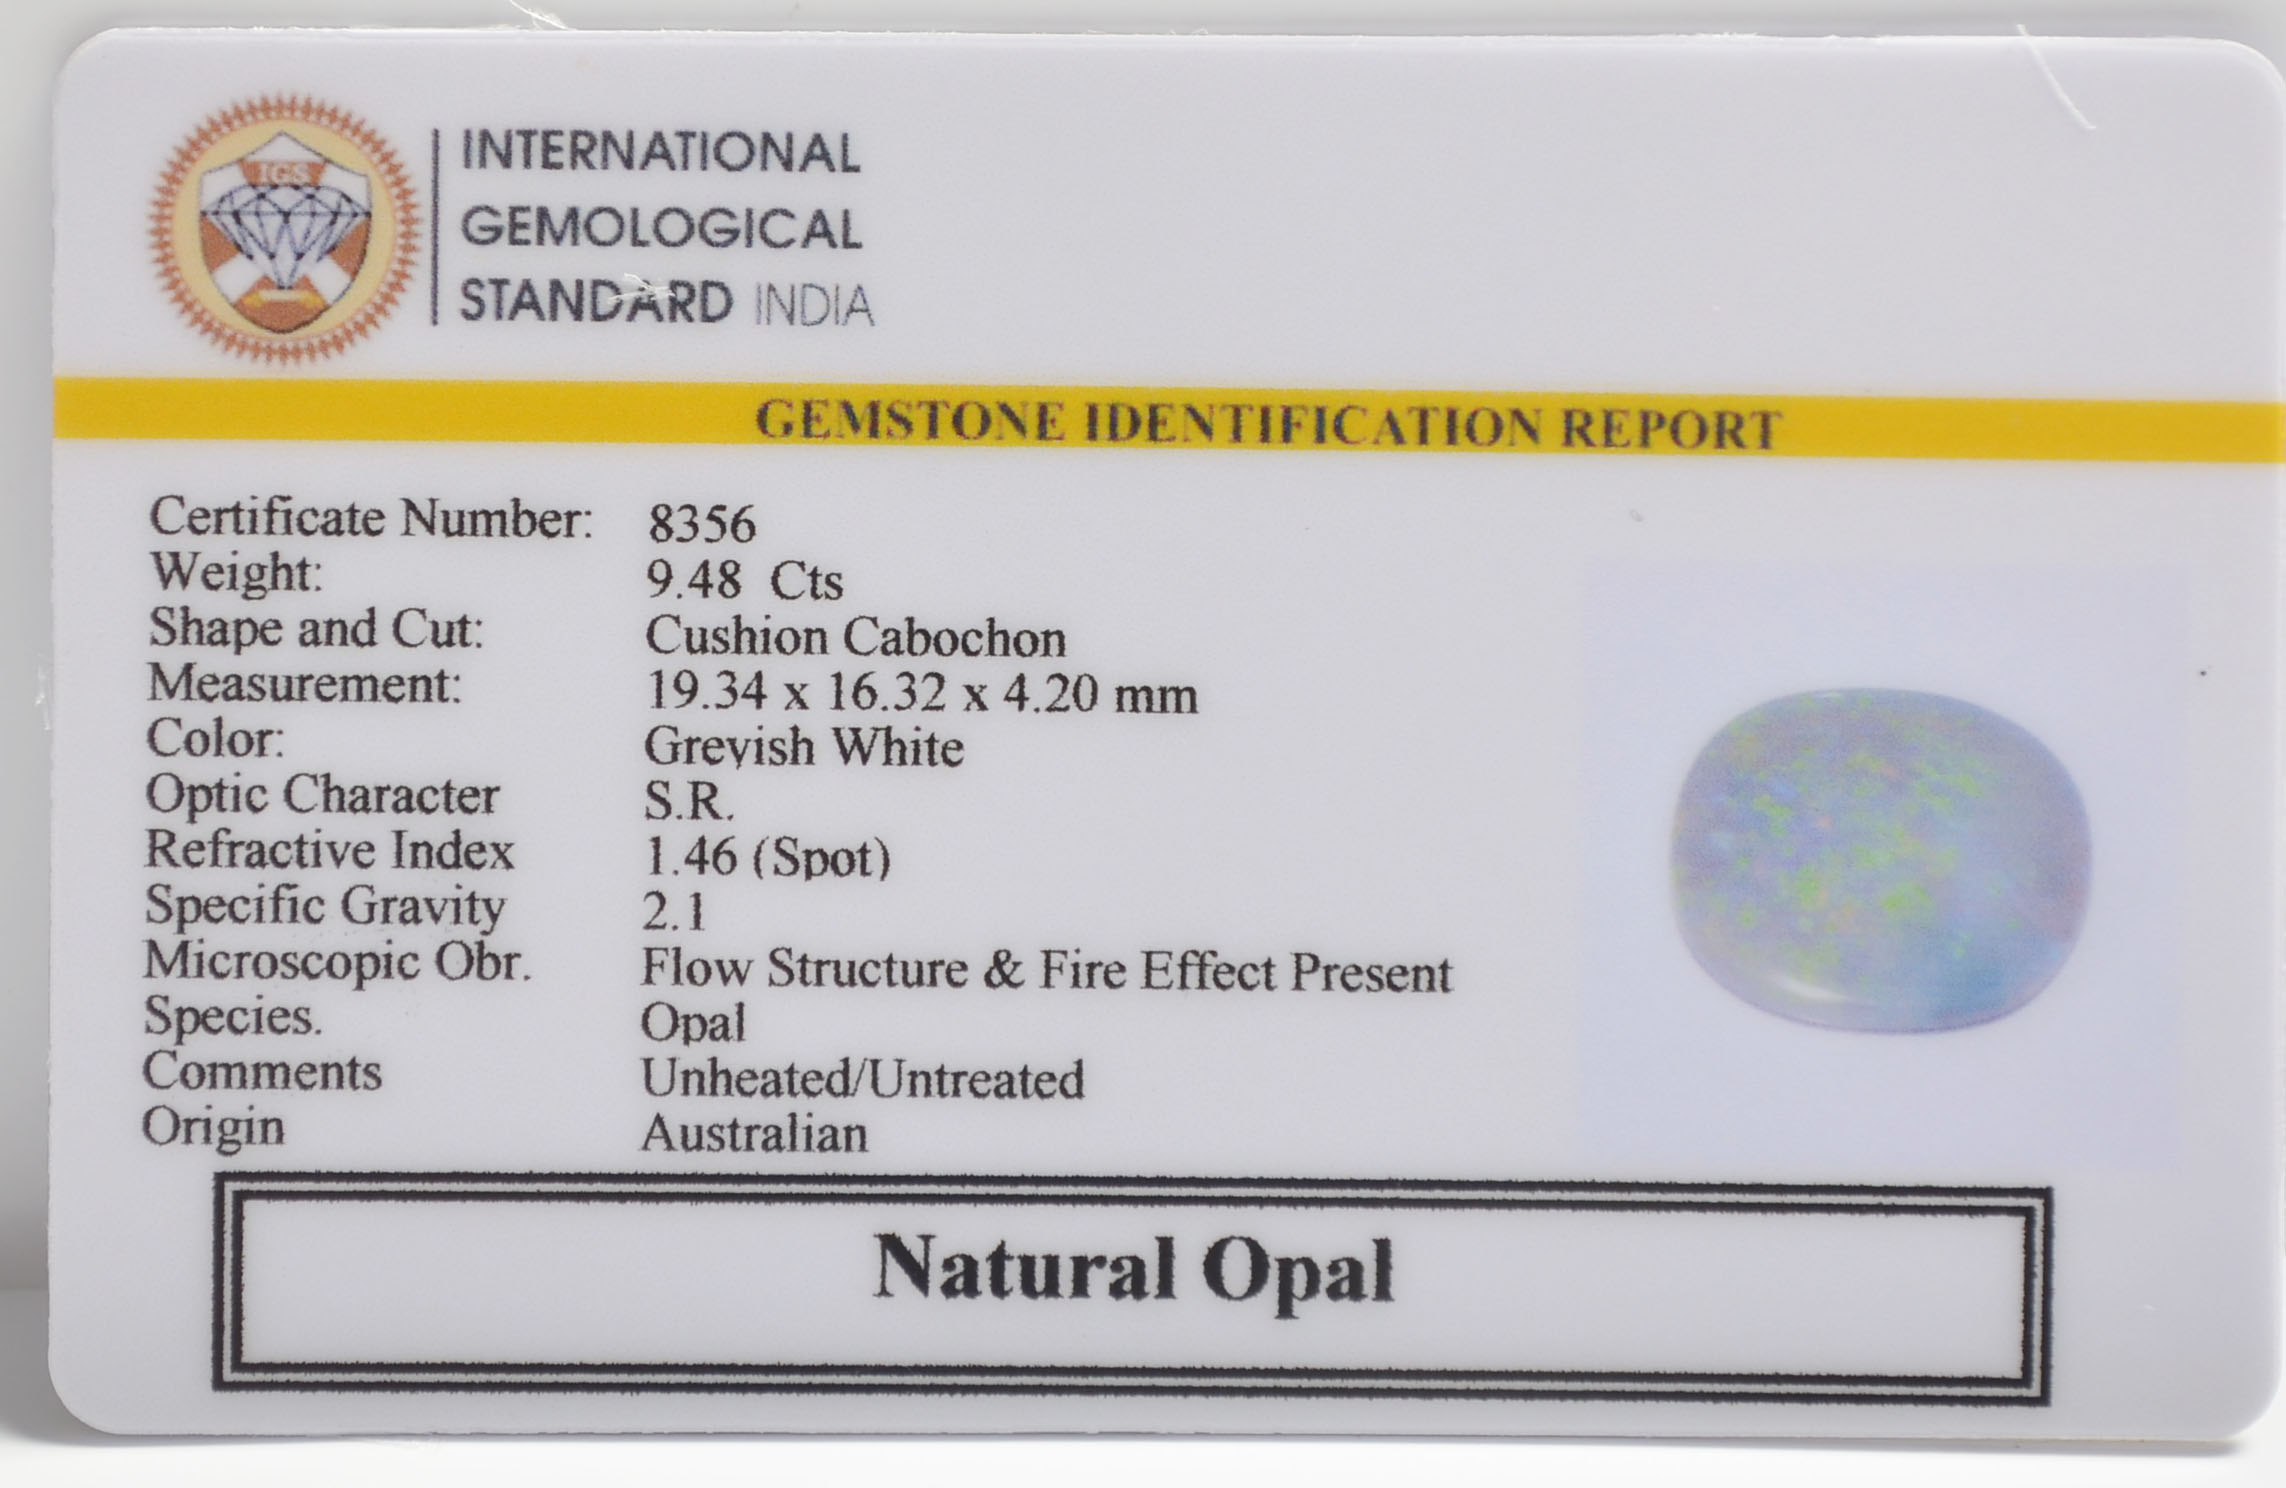 IGS
INTERNATIONAL
GEMOLOGICAL
STANDARD INDIA
GEMSTONE IDENTIFICATION REPORT
Certificate Number: 8356
Weight: 9.48 Cts
Shape and Cut: Cushion Cabochon
Measurement: 19.34 x 16.32 x 4.20 mm
Color: Greyish White
Optic Character S.R.
Refractive Index 1.46 (Spot)
Specific Gravity 2.1
Microscopic Obr. Flow Structure & Fire Effect Present
Species. Opal
Comments Unheated/Untreated
Origin Australian
Natural Opal